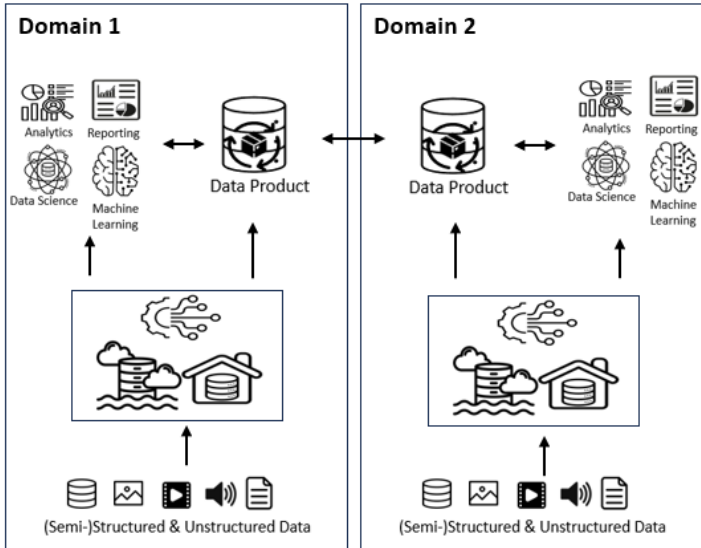 Domain 1
Analytics
Reporting
Data Science
Machine
Learning
Data Product
(Semi-)Structured & Unstructured Data
Domain 2
Data Product
Analytics
Reporting
Data Science
Machine
Learning
(Semi-)Structured & Unstructured Data